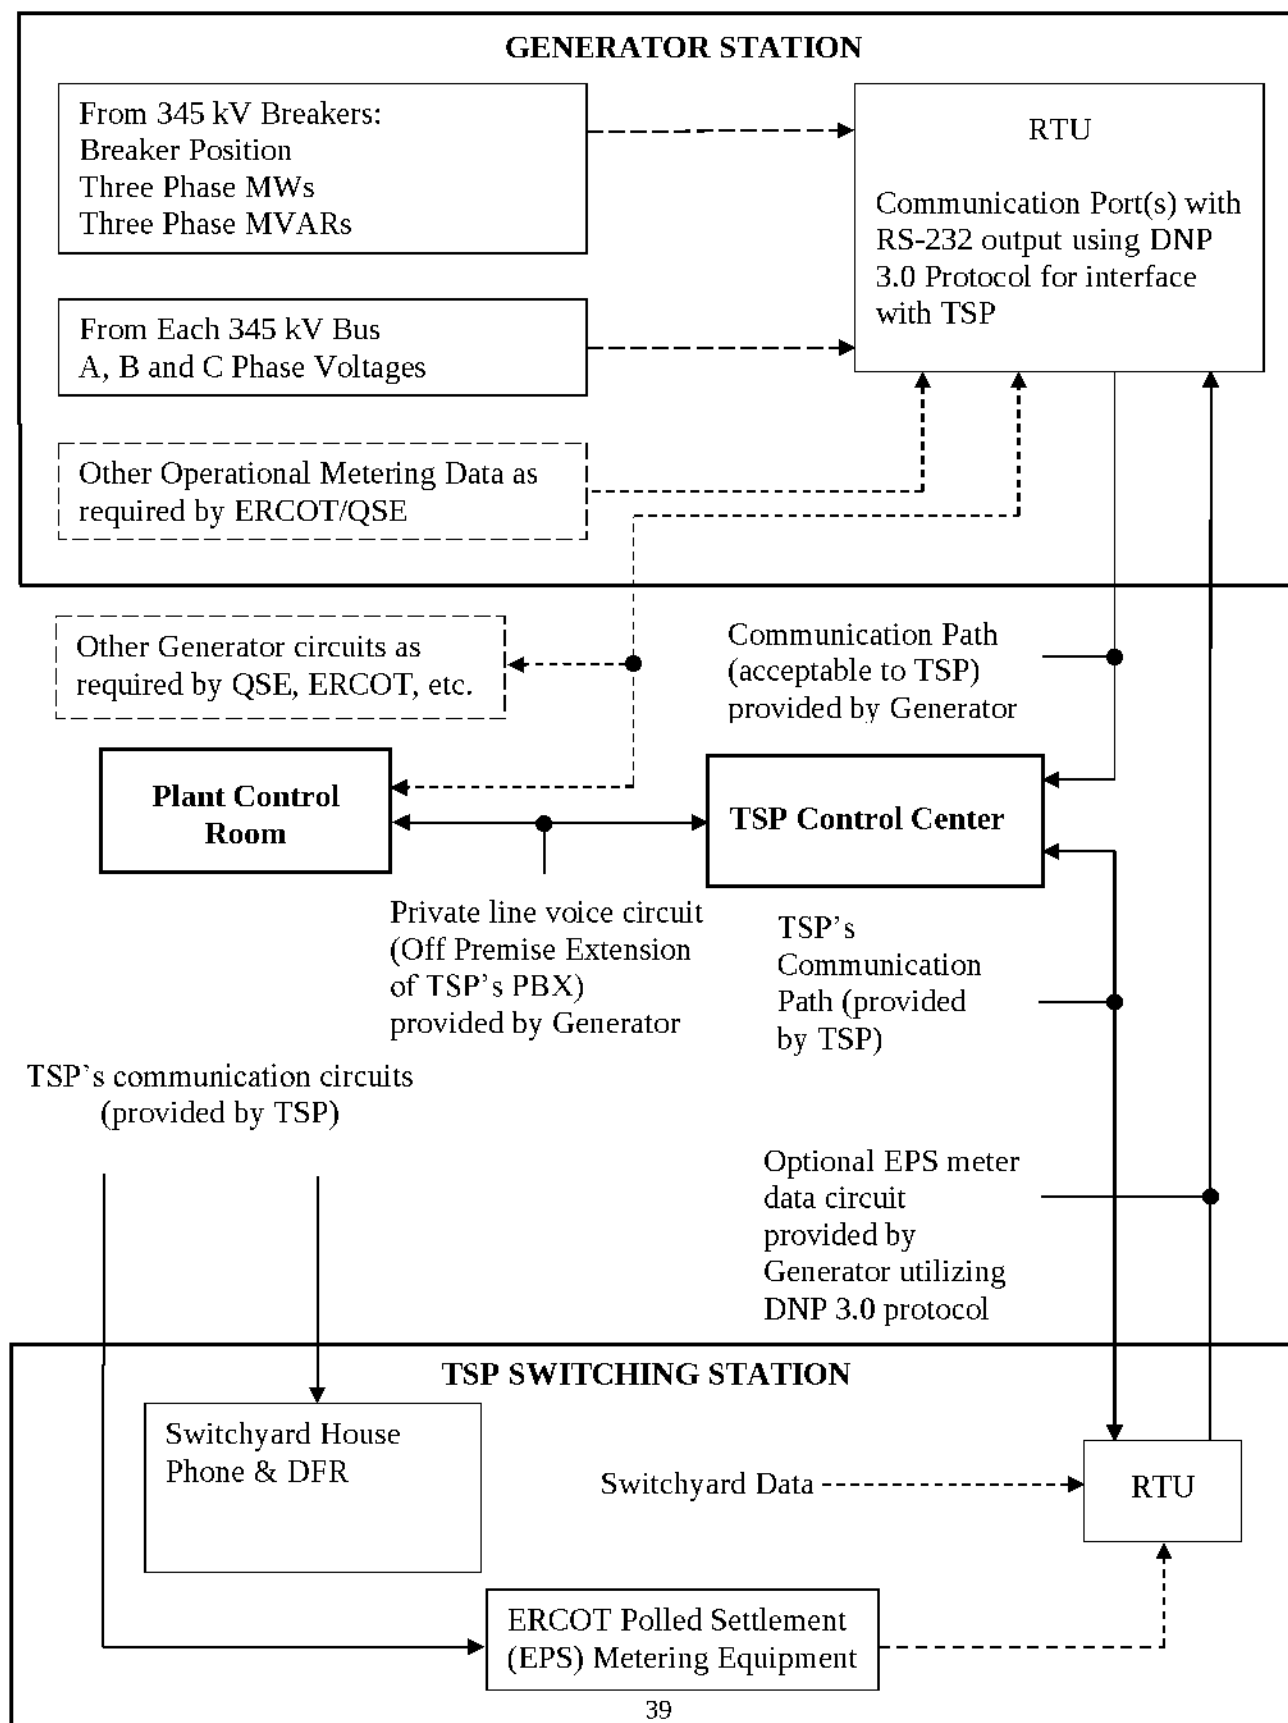 GENERATOR STATION
From 345 kV Breakers:
Breaker Position
Three Phase MWs
Three Phase MVARs
RTU
Communication Port(s) with
RS-232 output using DNP
3.0 Protocol for interface
with TSP
From Each 345 kV Bus
A, B and C Phase Voltages
Other Operational Metering Data as
required by ERCOT/QSE
Other Generator circuits as
required by QSE, ERCOT, etc.
Communication Path
(acceptable to TSP)
provided by Generator
Plant Control
Room
TSP Control Center
Private line voice circuit
(Off Premise Extension
of TSP's PBX)
provided by Generator
TSP's
Communication
Path (provided
by TSP)
TSP's communication circuits
(provided by TSP)
Optional EPS meter
data circuit
provided by
Generator utilizing
DNP 3.0 protocol
TSP SWITCHING STATION
Switchyard House
Phone & DFR
Switchyard Data
RTU
ERCOT Polled Settlement
(EPS) Metering Equipment
39